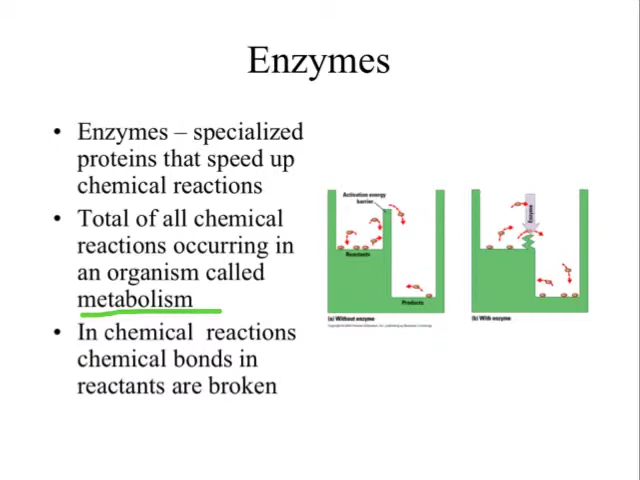 Enzymes
• Enzymes – specialized
proteins that speed up
chemical reactions
• Total of all chemical
reactions occurring in
an organism called
metabolism
• In chemical reactions
chemical bonds in
reactants are broken
Activation energy
barrier
Reactants
Products
(a) Without enzyme
Enzyme
(b) With enzyme